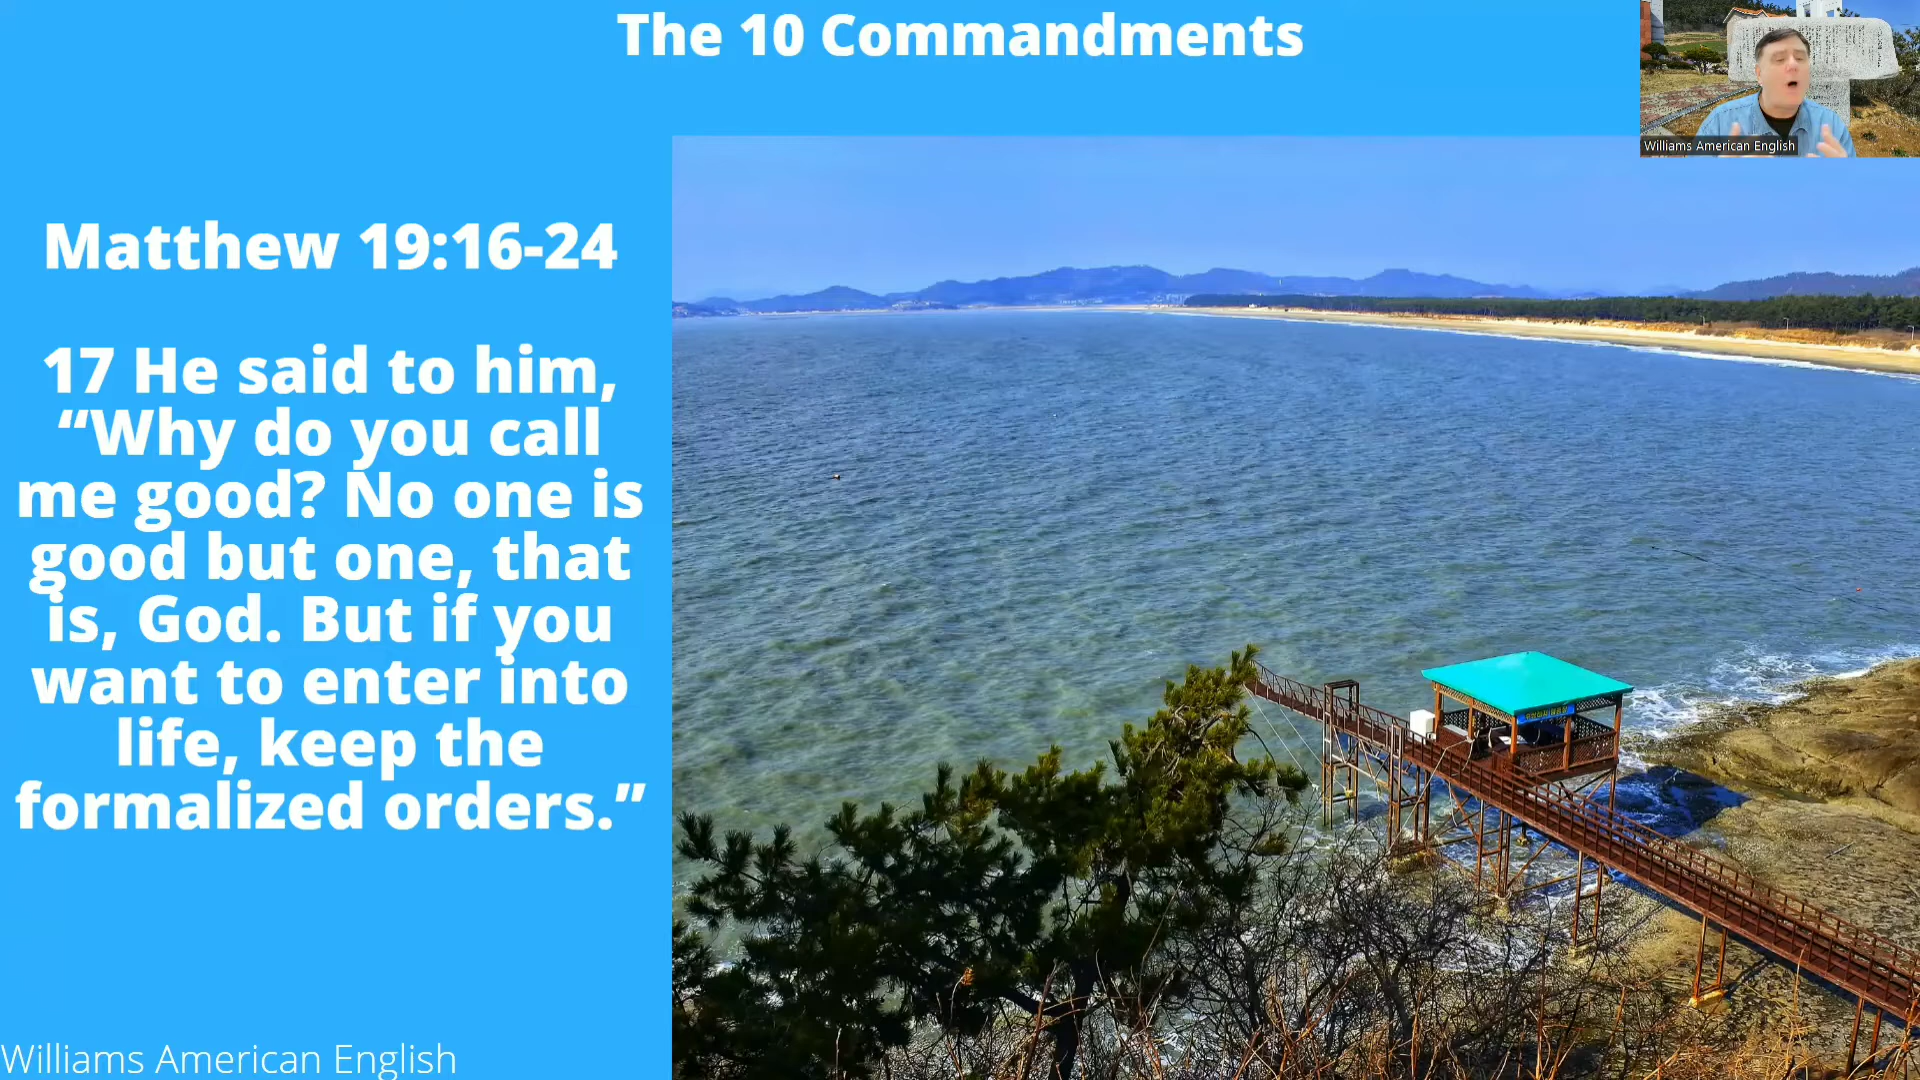 The 10 Commandments
Williams American English
Matthew 19:16-24
17 He said to him,
“Why do you call
me good? No one is
good but one, that
is, God. But if you
want to enter into
life, keep the
formalized orders.”
Williams American English